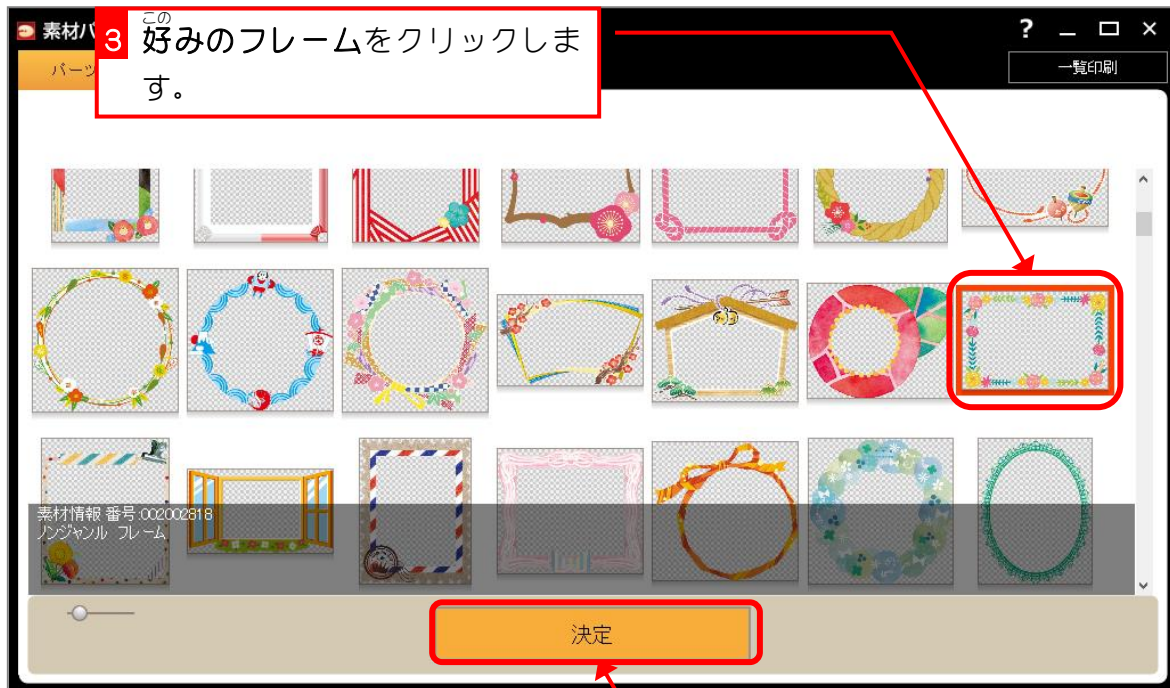 素材パ
? _ □ ×
この
3 好みのフレームをクリックしま
す。
パーツ
一覧印刷
素材情報 番号:002002818
ノンジャンル フレーム
決定